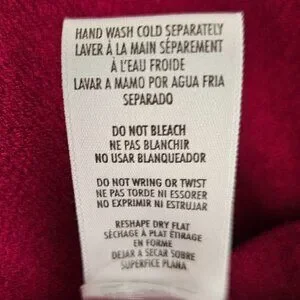 HAND WASH COLD SEPARATELY
LAVER À LA MAIN SÉPAREMENT
À L'EAU FROIDE
LAVAR A MAMO POR AGUA FRIA
SEPARADO
DO NOT BLEACH
NE PAS BLANCHIR
NO USAR BLANQUEADOR
DO NOT WRING OR TWIST
NE PAS TORDE NI ESSORER
NO EXPRIMIR NI ESTRUJAR
RESHAPE DRY FLAT
SÉCHAGE À PLAT ÉTIRAGE
EN FORME
DEJAR A SECAR SOBRE
SUPERFICE PLANA